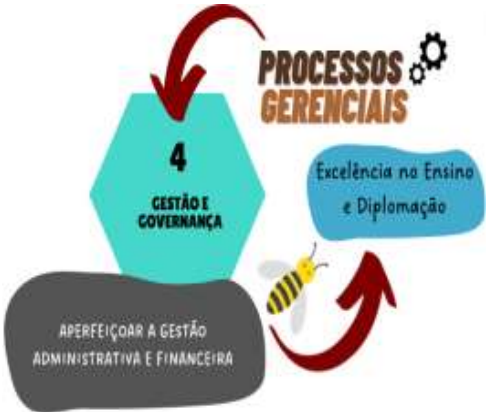 PROCESSOS
GERENCIAIS
4
GESTÃO E
GOVERNANÇA
Excelência no Ensino
e Diplomação
APERFEIÇOAR A GESTÃO
ADMINISTRATIVA E FINANCEIRA